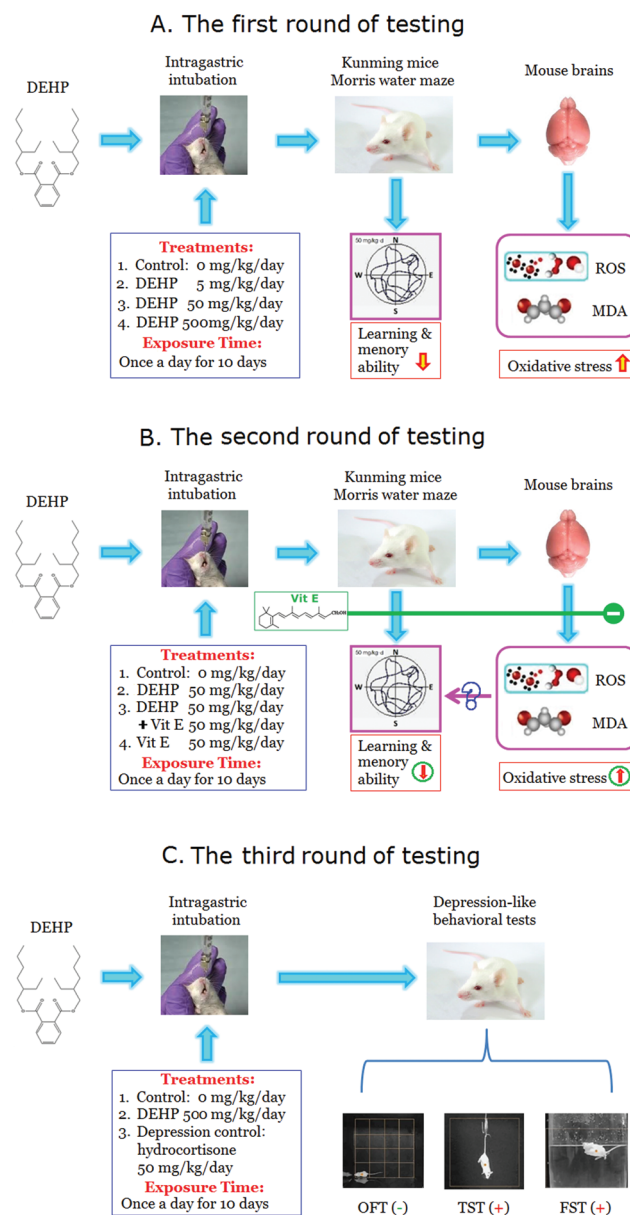 A. The first round of testing
DEHP
Intragastric
intubation
Kunming mice
Morris water maze
Mouse brains
Treatments:
1. Control: 0 mg/kg/day
2. DEHP 5 mg/kg/day
3. DEHP 50 mg/kg/day
4. DEHP 500mg/kg/day
Exposure Time:
Once a day for 10 days
50 mg/kg·d
N
W
E
S
Learning &
menory
ability
ROS
MDA
Oxidative stress
B. The second round of testing
DEHP
Intragastric
intubation
Kunming mice
Morris water maze
Mouse brains
Vit E
CH₂OH
Treatments:
1. Control: 0 mg/kg/day
2. DEHP 50 mg/kg/day
3. DEHP 50 mg/kg/day
+ Vit E 50 mg/kg/day
4. Vit E 50 mg/kg/day
Exposure Time:
Once a day for 10 days
50 mg/kg·d
N
W
E
S
Learning &
menory
ability
?
ROS
MDA
Oxidative stress
C. The third round of testing
DEHP
Intragastric
intubation
Depression-like
behavioral tests
Treatments:
1. Control: 0 mg/kg/day
2. DEHP 500 mg/kg/day
3. Depression control:
hydrocortisone
50 mg/kg/day
Exposure Time:
Once a day for 10 days
OFT (-)
TST (+)
FST (+)